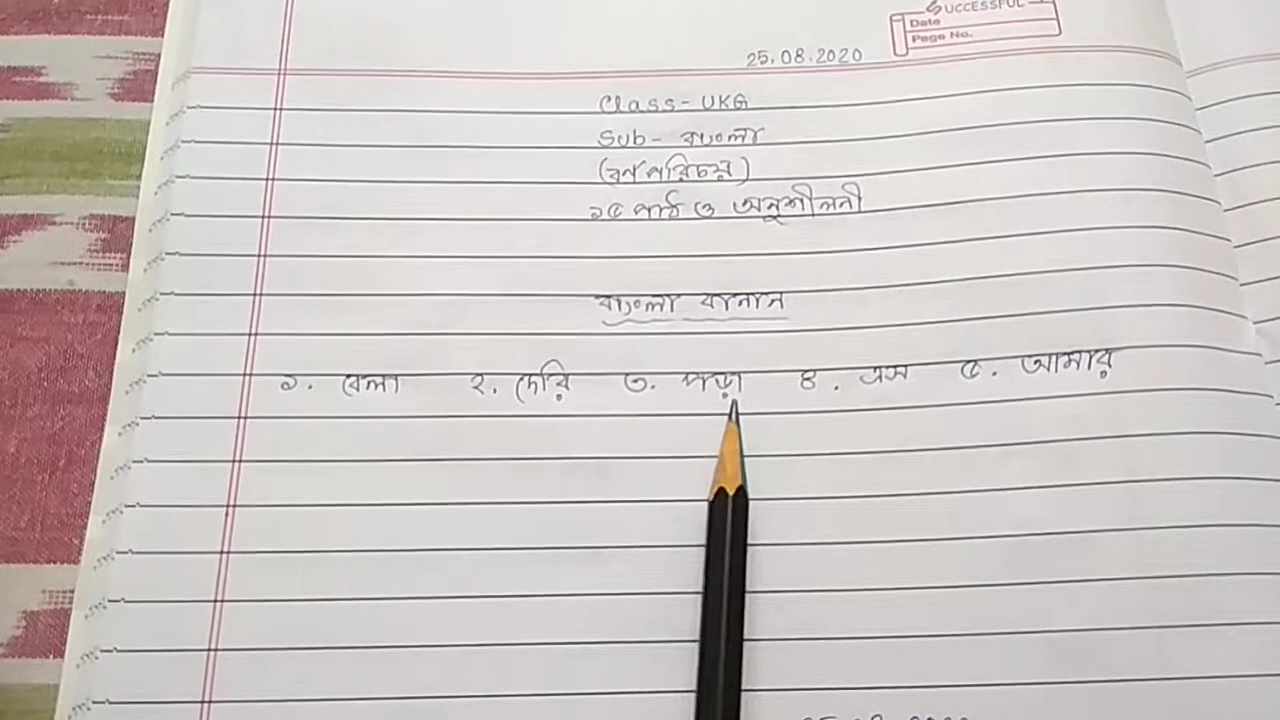 SUCCESSFUL
Date
Page No.
25.08.2020
Class- UKG
Sub- বাংলা
(বর্ণপরিচয়)
১৫ পাঠ ও অনুশীলনী
বাংলা বানান
১. বেলা ২. দেরি ৩. পড়া ৪. এস ৫. আমার